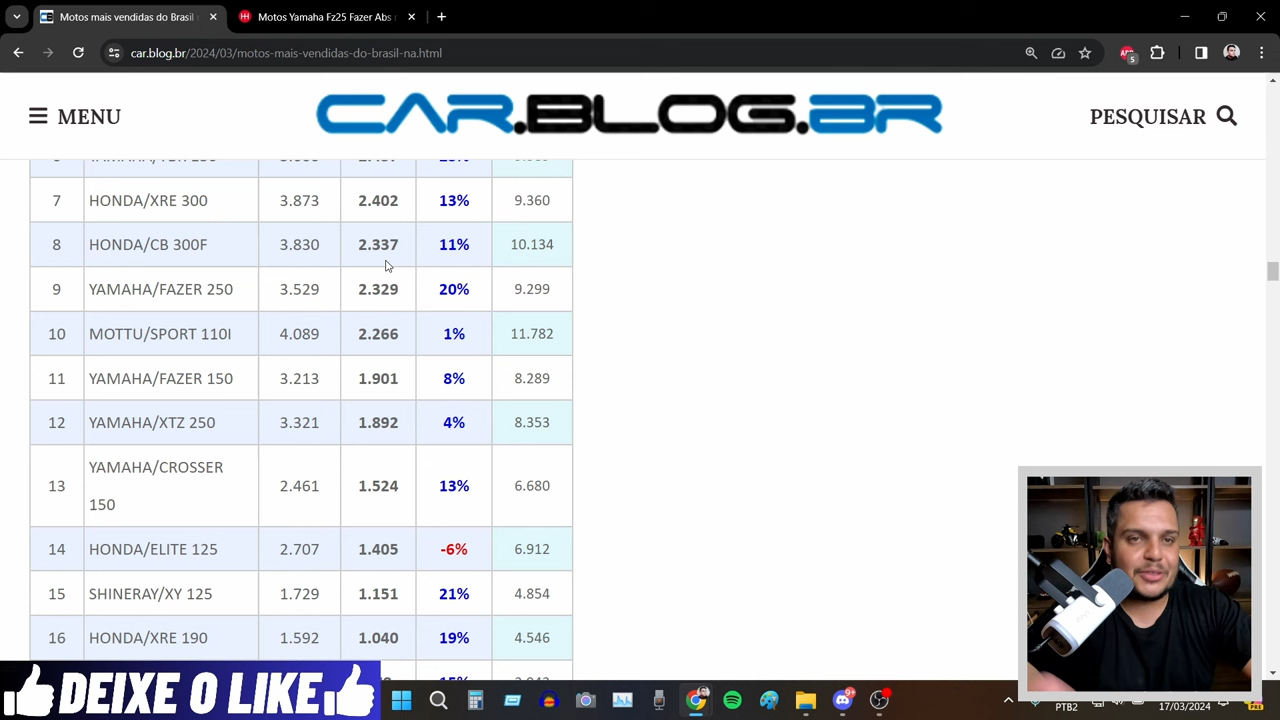 Motos mais vendidas do Brasil
Motos Yamaha Fz25 Fazer Abs
car.blog.br/2024/03/motos-mais-vendidas-do-brasil-na.html
5
MENU
CAR.BLOG.BR
PESQUISAR
7 HONDA/XRE 300 3.873 2.402 13% 9.360
8 HONDA/CB 300F 3.830 2.337 11% 10.134
9 YAMAHA/FAZER 250 3.529 2.329 20% 9.299
10 MOTTU/SPORT 110I 4.089 2.266 1% 11.782
11 YAMAHA/FAZER 150 3.213 1.901 8% 8.289
12 YAMAHA/XTZ 250 3.321 1.892 4% 8.353
13 YAMAHA/CROSSER 150 2.461 1.524 13% 6.680
14 HONDA/ELITE 125 2.707 1.405 -6% 6.912
15 SHINERAY/XY 125 1.729 1.151 21% 4.854
16 HONDA/XRE 190 1.592 1.040 19% 4.546
DEIXE O LIKE
PTB2
17/03/2024